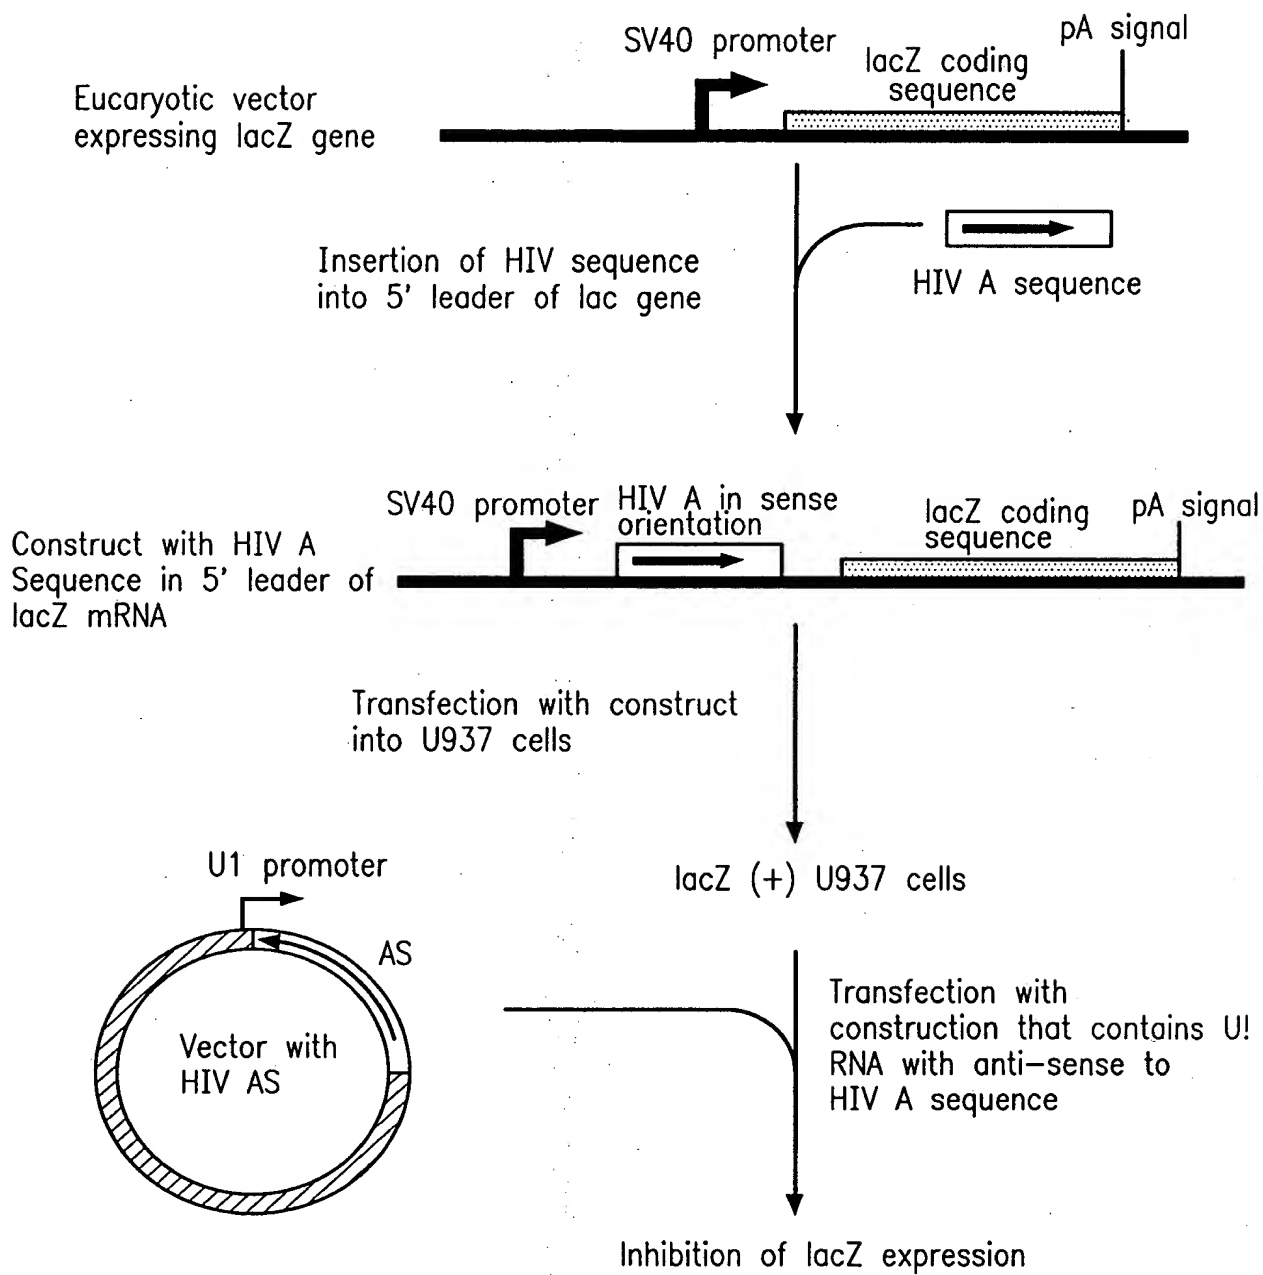 SV40 promoter
pA signal
lacZ coding
sequence
Eucaryotic vector
expressing lacZ gene
Insertion of HIV sequence
into 5' leader of lac gene
HIV A sequence
SV40 promoter
HIV A in sense
orientation
lacZ coding
sequence
pA signal
Construct with HIV A
Sequence in 5' leader of
lacZ mRNA
Transfection with construct
into U937 cells
U1 promoter
lacZ (+) U937 cells
AS
Vector with
HIV AS
Transfection with
construction that contains U!
RNA with anti-sense to
HIV A sequence
Inhibition of lacZ expression